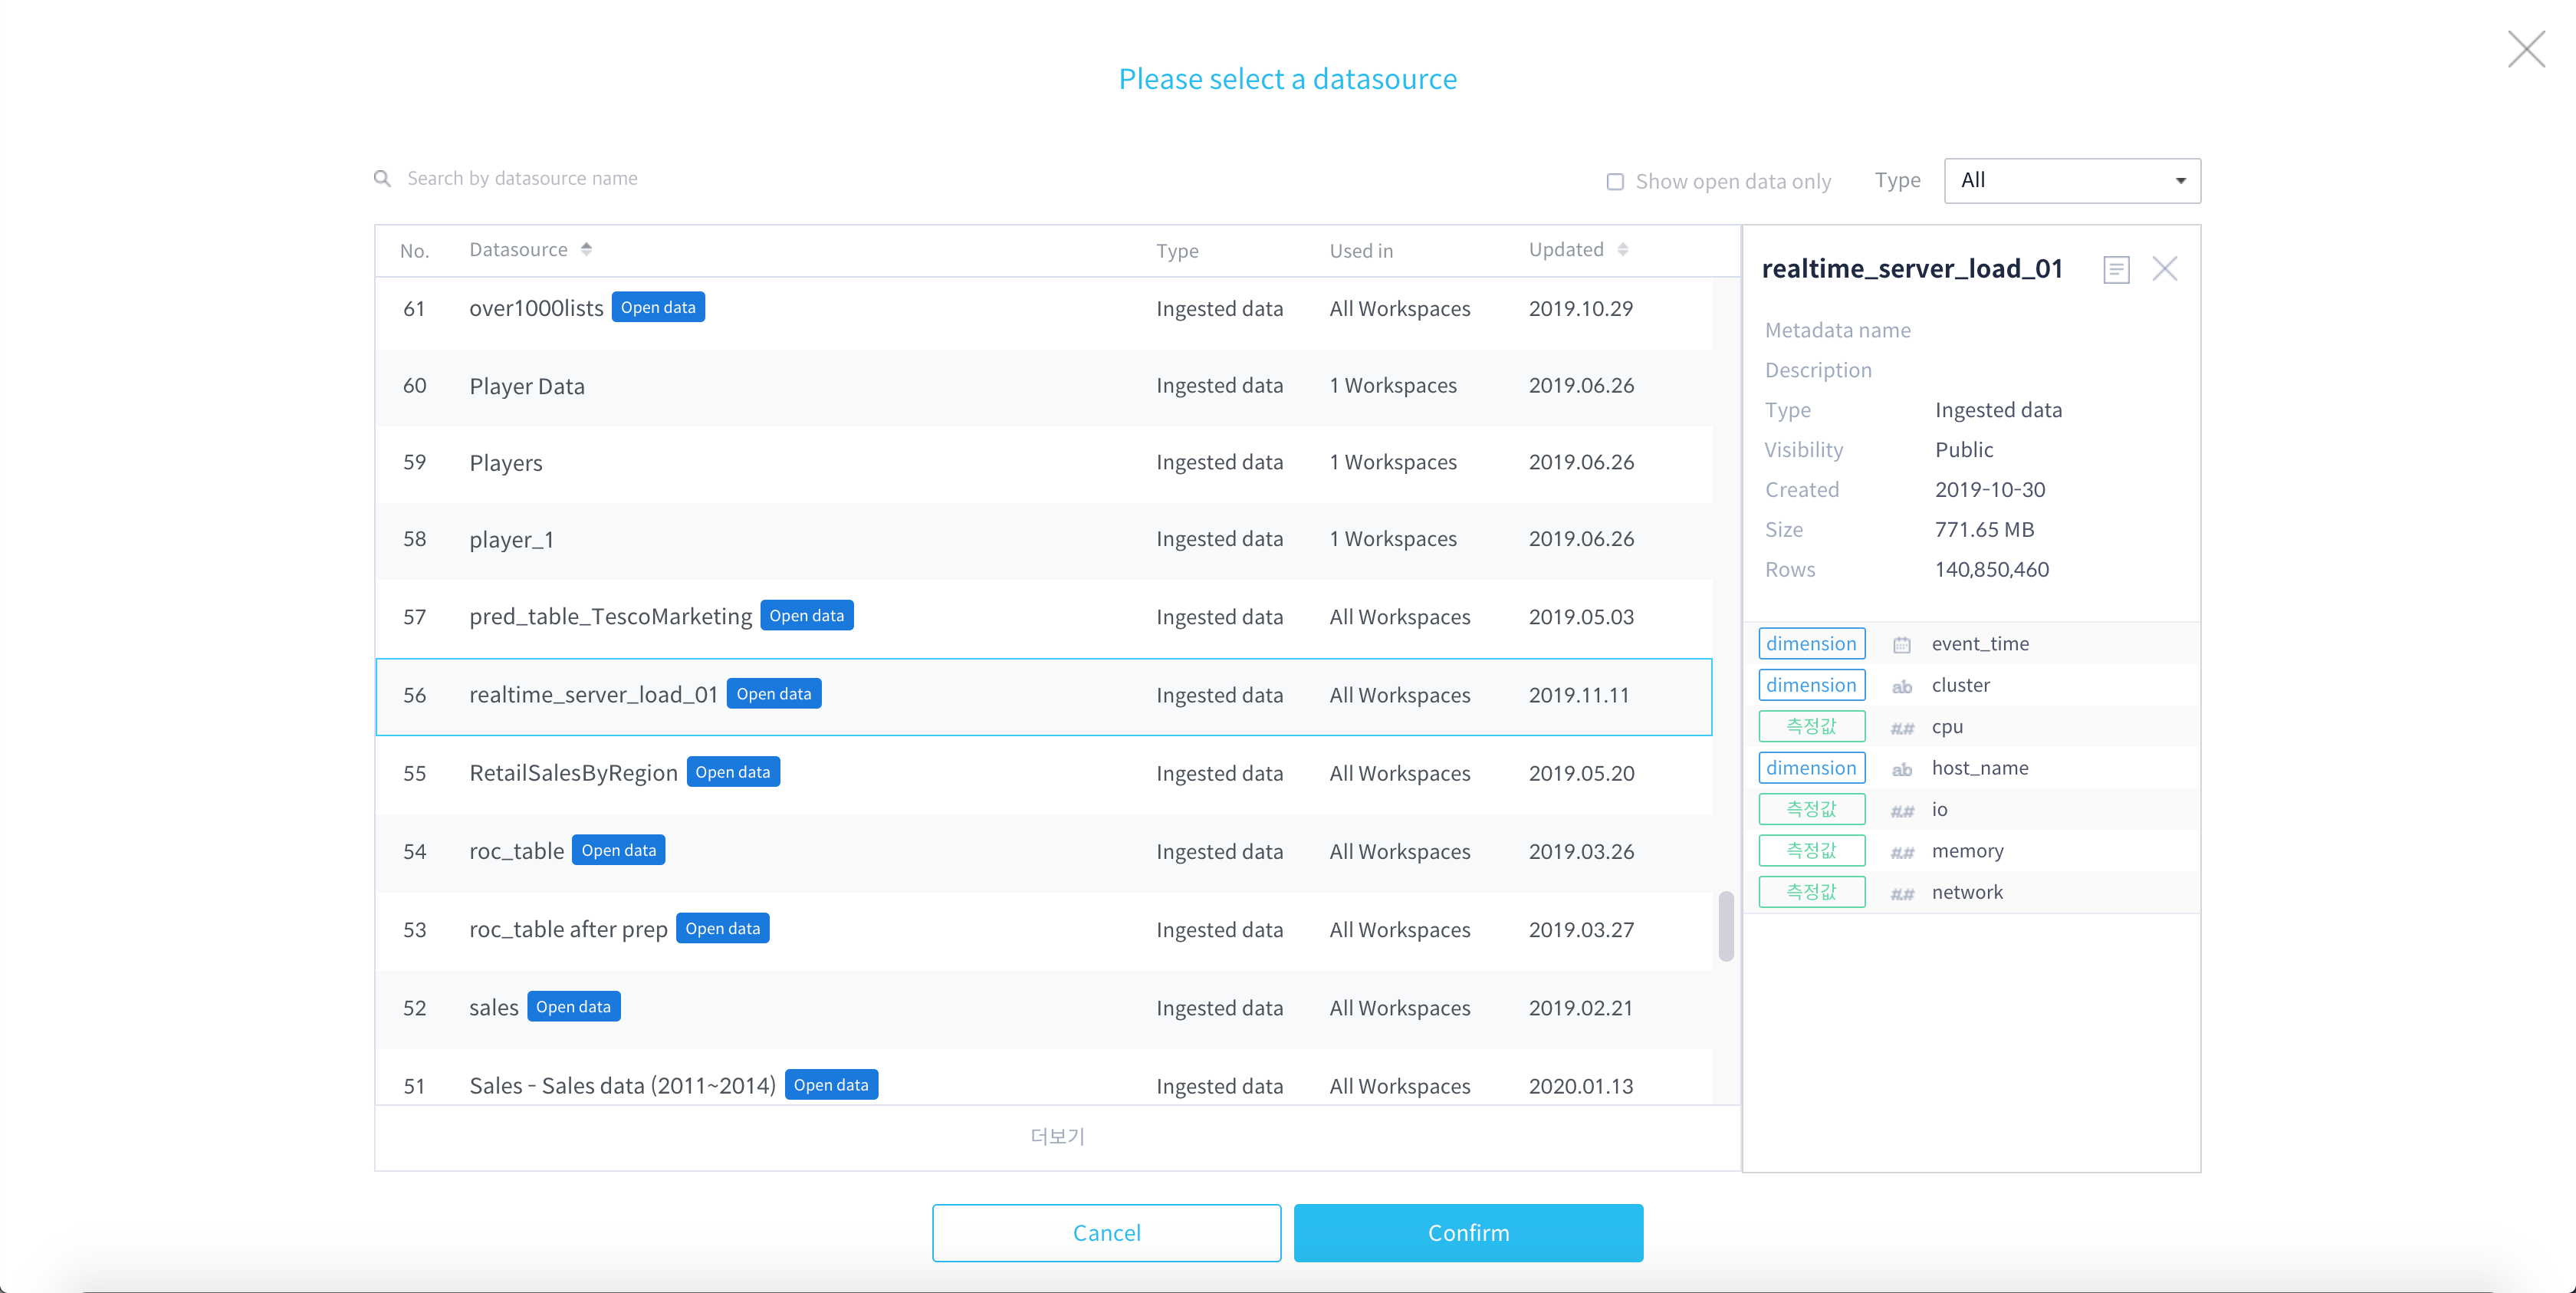 Please select a datasource
Search by datasource name
Show open data only Type All
No. Datasource Type Used in Updated
61 over1000lists Open data Ingested data All Workspaces 2019.10.29
60 Player Data Ingested data 1 Workspaces 2019.06.26
59 Players Ingested data 1 Workspaces 2019.06.26
58 player_1 Ingested data 1 Workspaces 2019.06.26
57 pred_table_TescoMarketing Open data Ingested data All Workspaces 2019.05.03
56 realtime_server_load_01 Open data Ingested data All Workspaces 2019.11.11
55 RetailSalesByRegion Open data Ingested data All Workspaces 2019.05.20
54 roc_table Open data Ingested data All Workspaces 2019.03.26
53 roc_table after prep Open data Ingested data All Workspaces 2019.03.27
52 sales Open data Ingested data All Workspaces 2019.02.21
51 Sales - Sales data (2011~2014) Open data Ingested data All Workspaces 2020.01.13
더보기
realtime_server_load_01
Metadata name
Description
Type Ingested data
Visibility Public
Created 2019-10-30
Size 771.65 MB
Rows 140,850,460
dimension event_time
dimension ab cluster
측정값 ## cpu
dimension ab host_name
측정값 ## io
측정값 ## memory
측정값 ## network
Cancel
Confirm